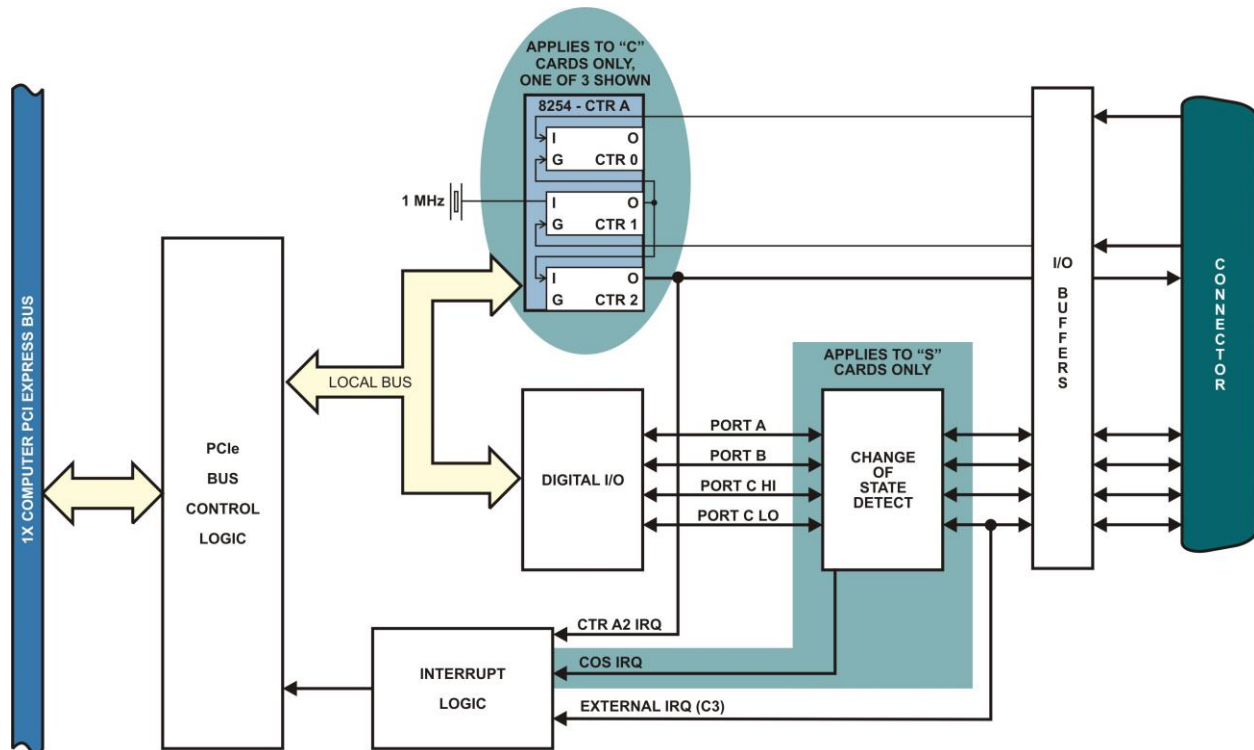 APPLIES TO “C”
CARDS ONLY,
ONE OF 3 SHOWN
8254 - CTR A
I O
G CTR 0
1 MHz
I O
G CTR 1
I O
G CTR 2
1X COMPUTER PCI EXPRESS BUS
PCIe
BUS
CONTROL
LOGIC
LOCAL BUS
DIGITAL I/O
PORT A
PORT B
PORT C HI
PORT C LO
APPLIES TO “S”
CARDS ONLY
CHANGE
OF
STATE
DETECT
I/O
BUFFERS
CONNECTOR
INTERRUPT
LOGIC
CTR A2 IRQ
COS IRQ
EXTERNAL IRQ (C3)